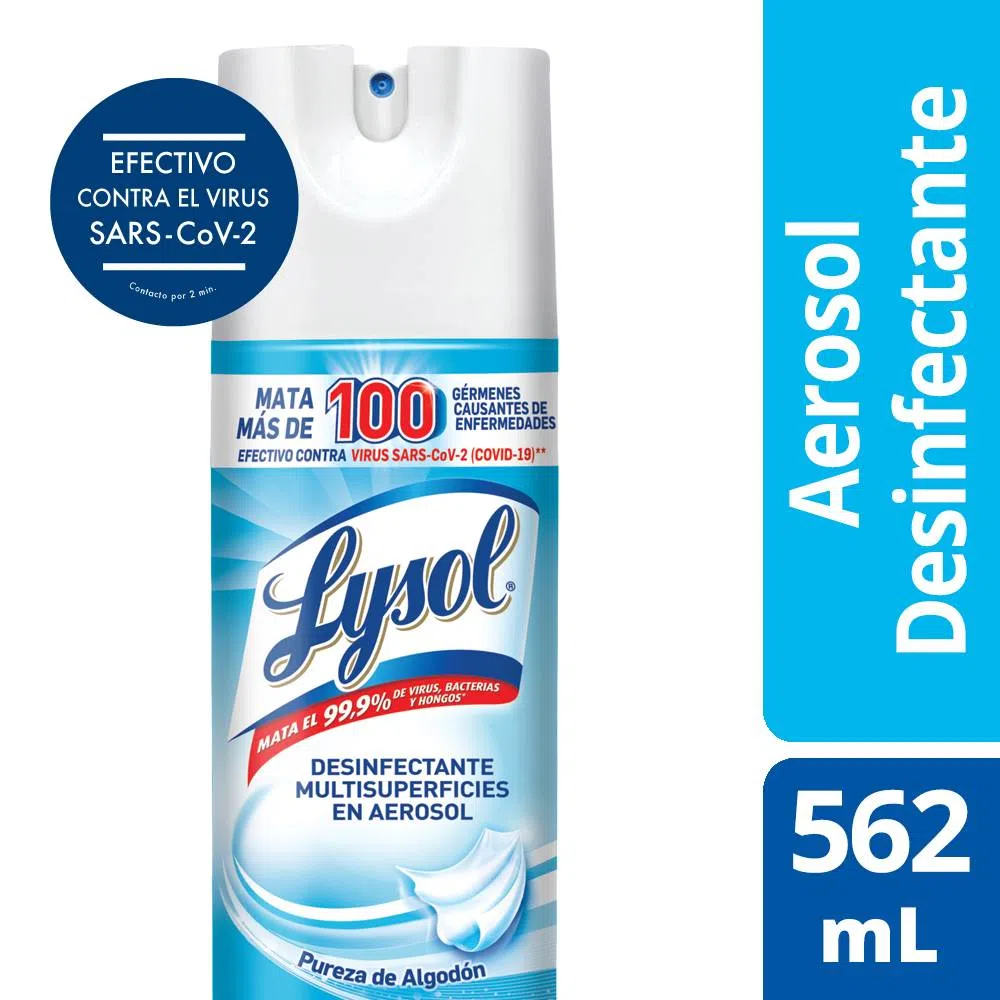 EFECTIVO
CONTRA EL VIRUS
SARS-CoV-2
Contacto por 2 min.
MATA
MÁS DE
100
GÉRMENES
CAUSANTES DE
ENFERMEDADES
EFECTIVO CONTRA VIRUS SARS-CoV-2 (COVID-19)**
Lysol®
MATA EL 99,9% DE VIRUS, BACTERIAS
Y HONGOS*
DESINFECTANTE
MULTISUPERFICIES
EN AEROSOL
Pureza de Algodón
Aerosol
Desinfectante
562
mL